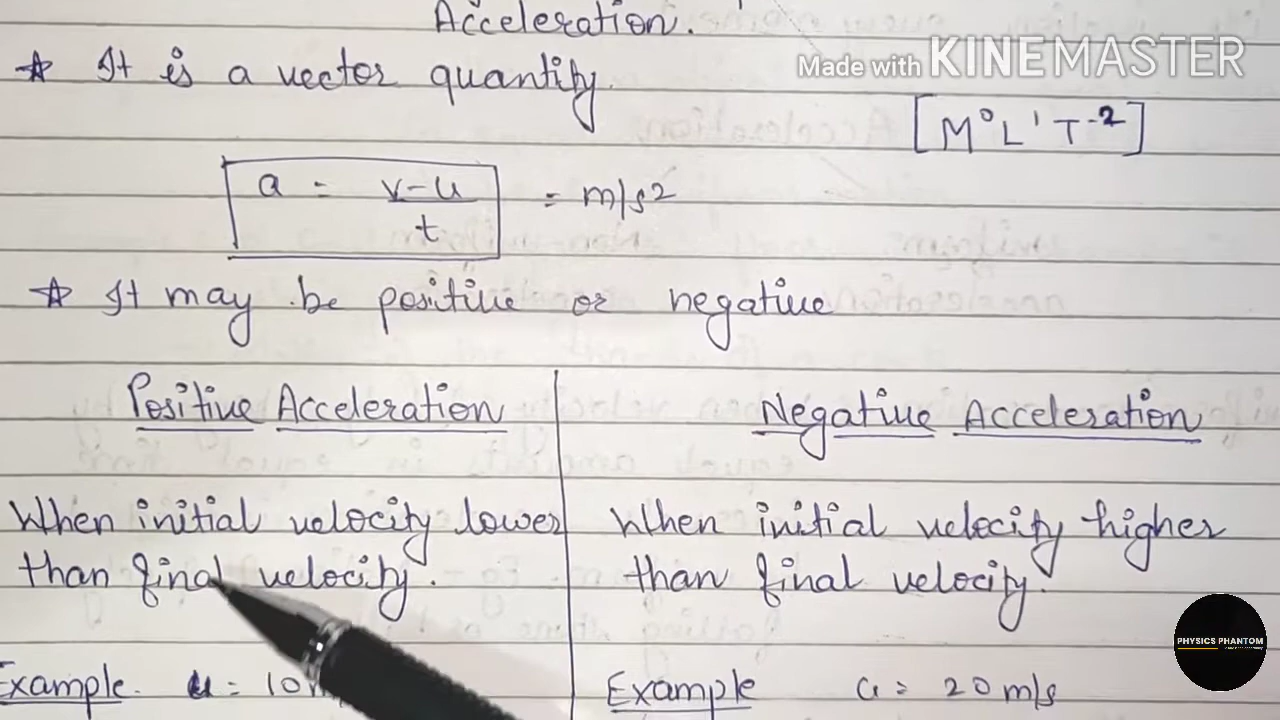 Acceleration.
Made with KINEMASTER
☆ It is a vector quantity.
[M⁰L¹T⁻²]
a = v-u/t = m/s²
☆ It may be positive or negative
Positive Acceleration
Negative Acceleration
When initial velocity lower
than final velocity.
When initial velocity higher
than final velocity.
PHYSICS PHANTOM
Example. u = 10
Example u = 20 m/s